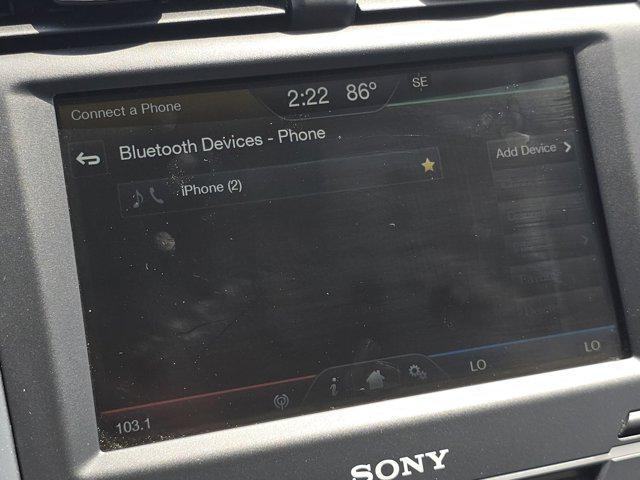 Connect a Phone
2:22 86° SE
Bluetooth Devices - Phone
Add Device
iPhone (2)
LO
LO
103.1
SONY